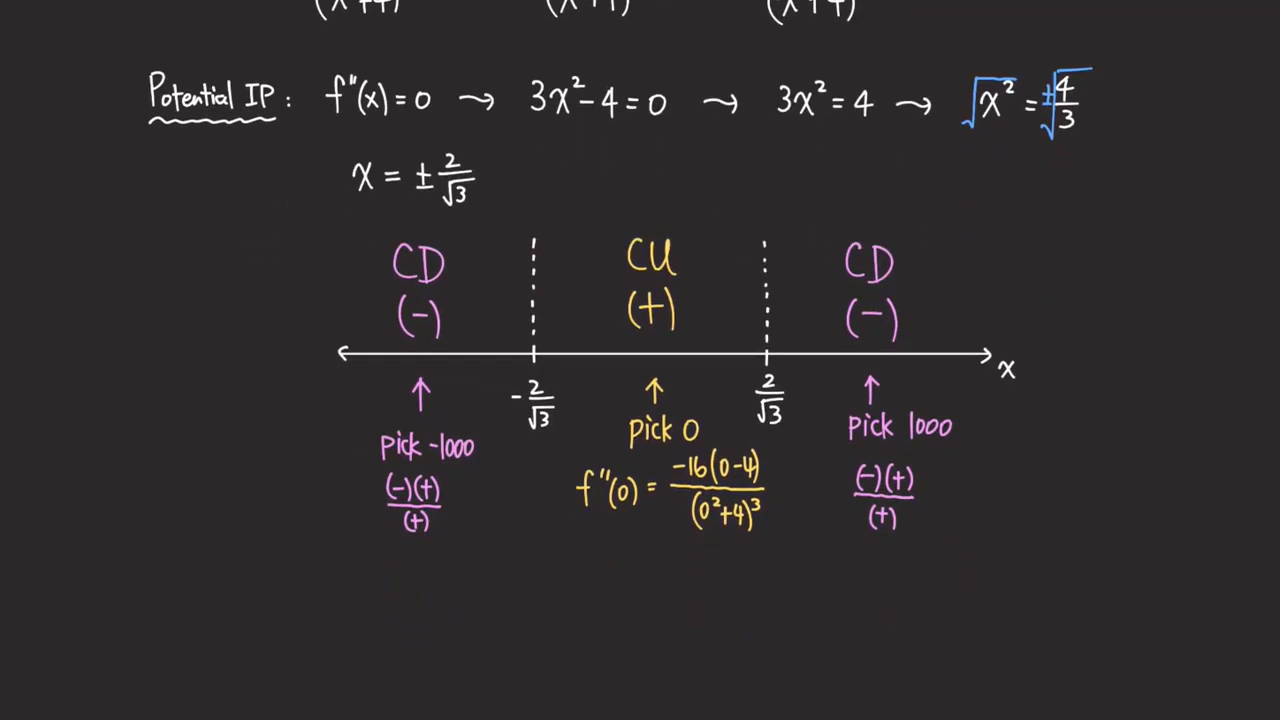 Potential IP: f''(x) = 0 → 3x² - 4 = 0 → 3x² = 4 → √x² = ±√4/3
x = ± 2/√3
CD CU CD
(-) (+) (-)
x
-2/√3 2/√3
pick -1000 pick 0 pick 1000
(-)(+)/(+) f''(0) = -16(0-4)/(0²+4)³ (-)(+)/(+)